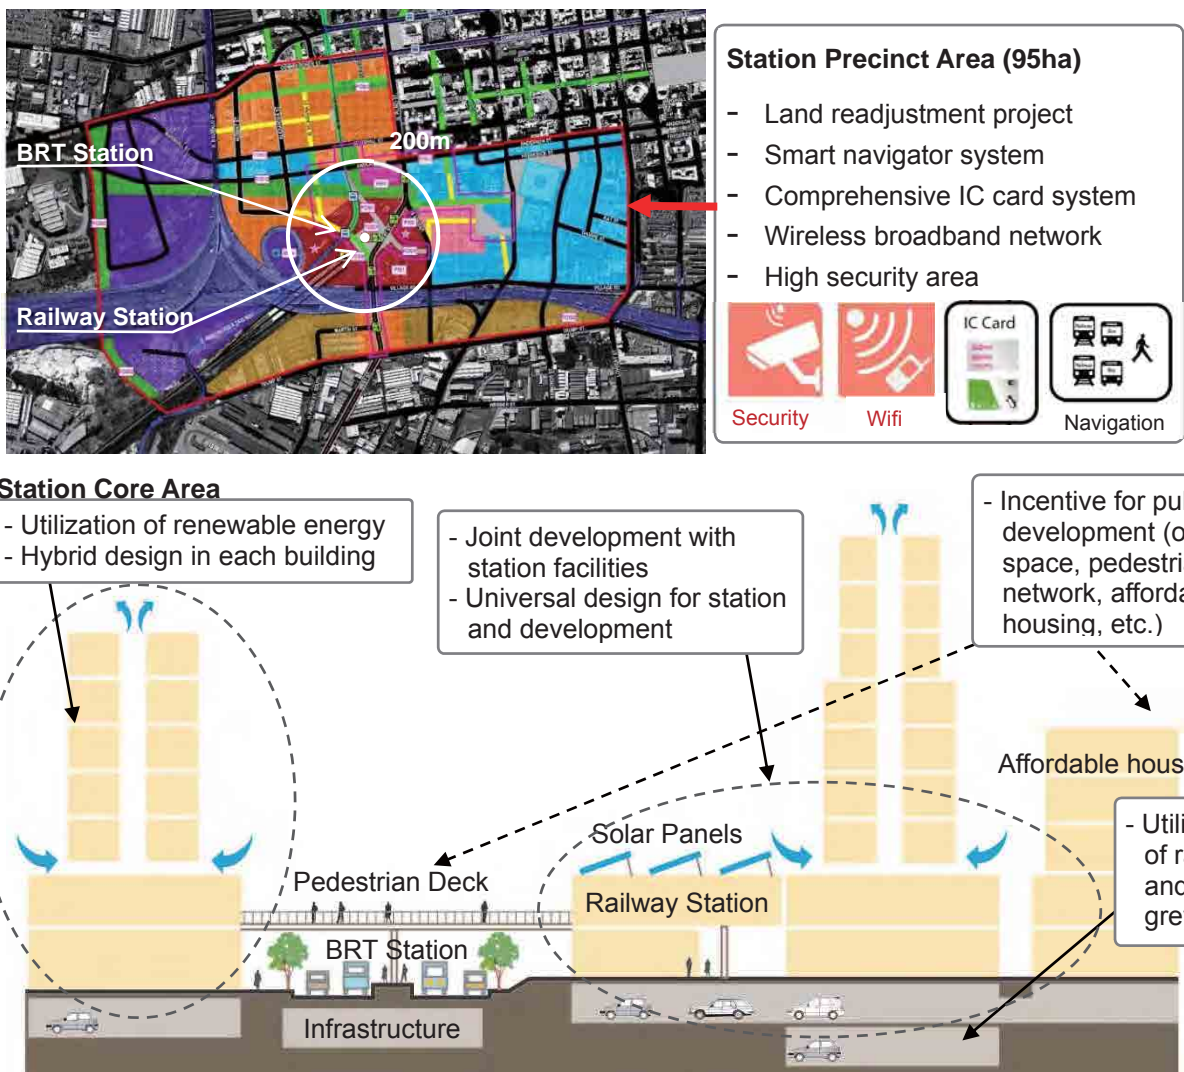 BRT Station
200m
Railway Station
Station Precinct Area (95ha)
- Land readjustment project
- Smart navigator system
- Comprehensive IC card system
- Wireless broadband network
- High security area
IC Card
Security
Wifi
Navigation
Station Core Area
- Utilization of renewable energy
- Hybrid design in each building
- Joint development with
station facilities
- Universal design for station
and development
- Incentive for pu
development (o
space, pedestri
network, afforda
housing, etc.)
Affordable hous
- Utili
of r
and
gre
Solar Panels
Pedestrian Deck
Railway Station
BRT Station
Infrastructure